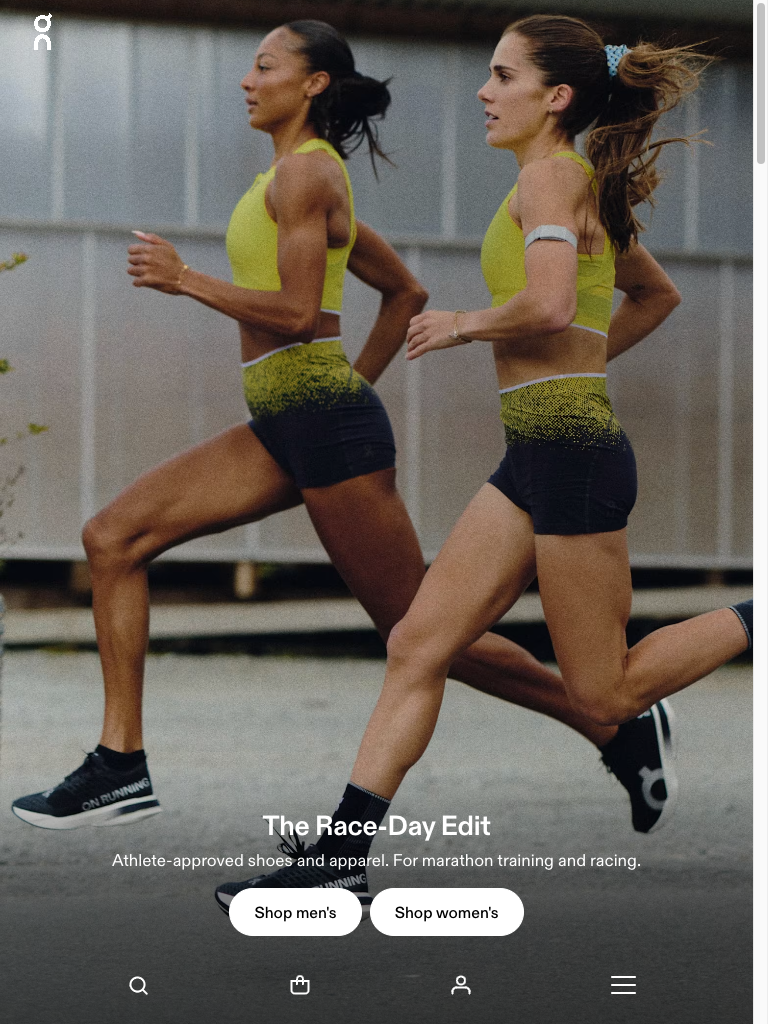 ON RUNNING
The Race-Day Edit
Athlete-approved shoes and apparel. For marathon training and racing.
RUNNING
Shop men's
Shop women's